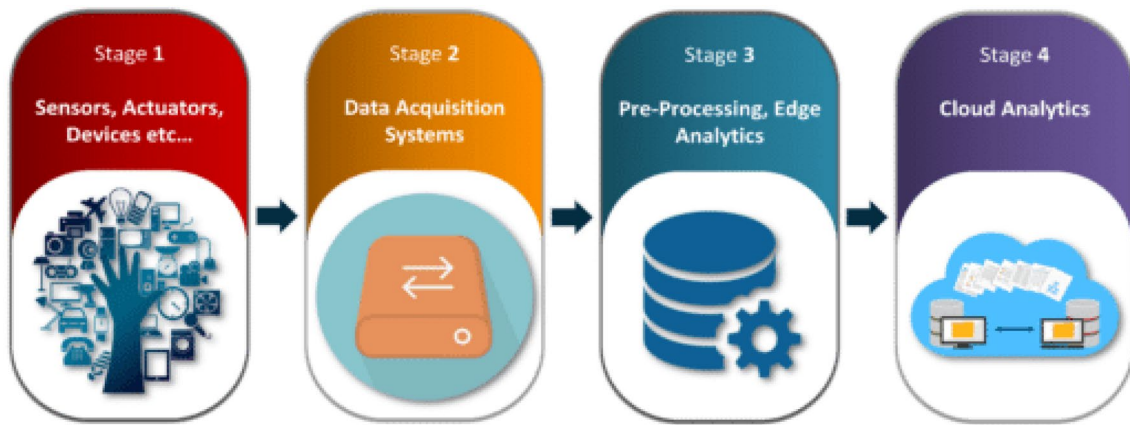 Stage 1
Sensors, Actuators,
Devices etc...
Stage 2
Data Acquisition
Systems
Stage 3
Pre-Processing, Edge
Analytics
Stage 4
Cloud Analytics